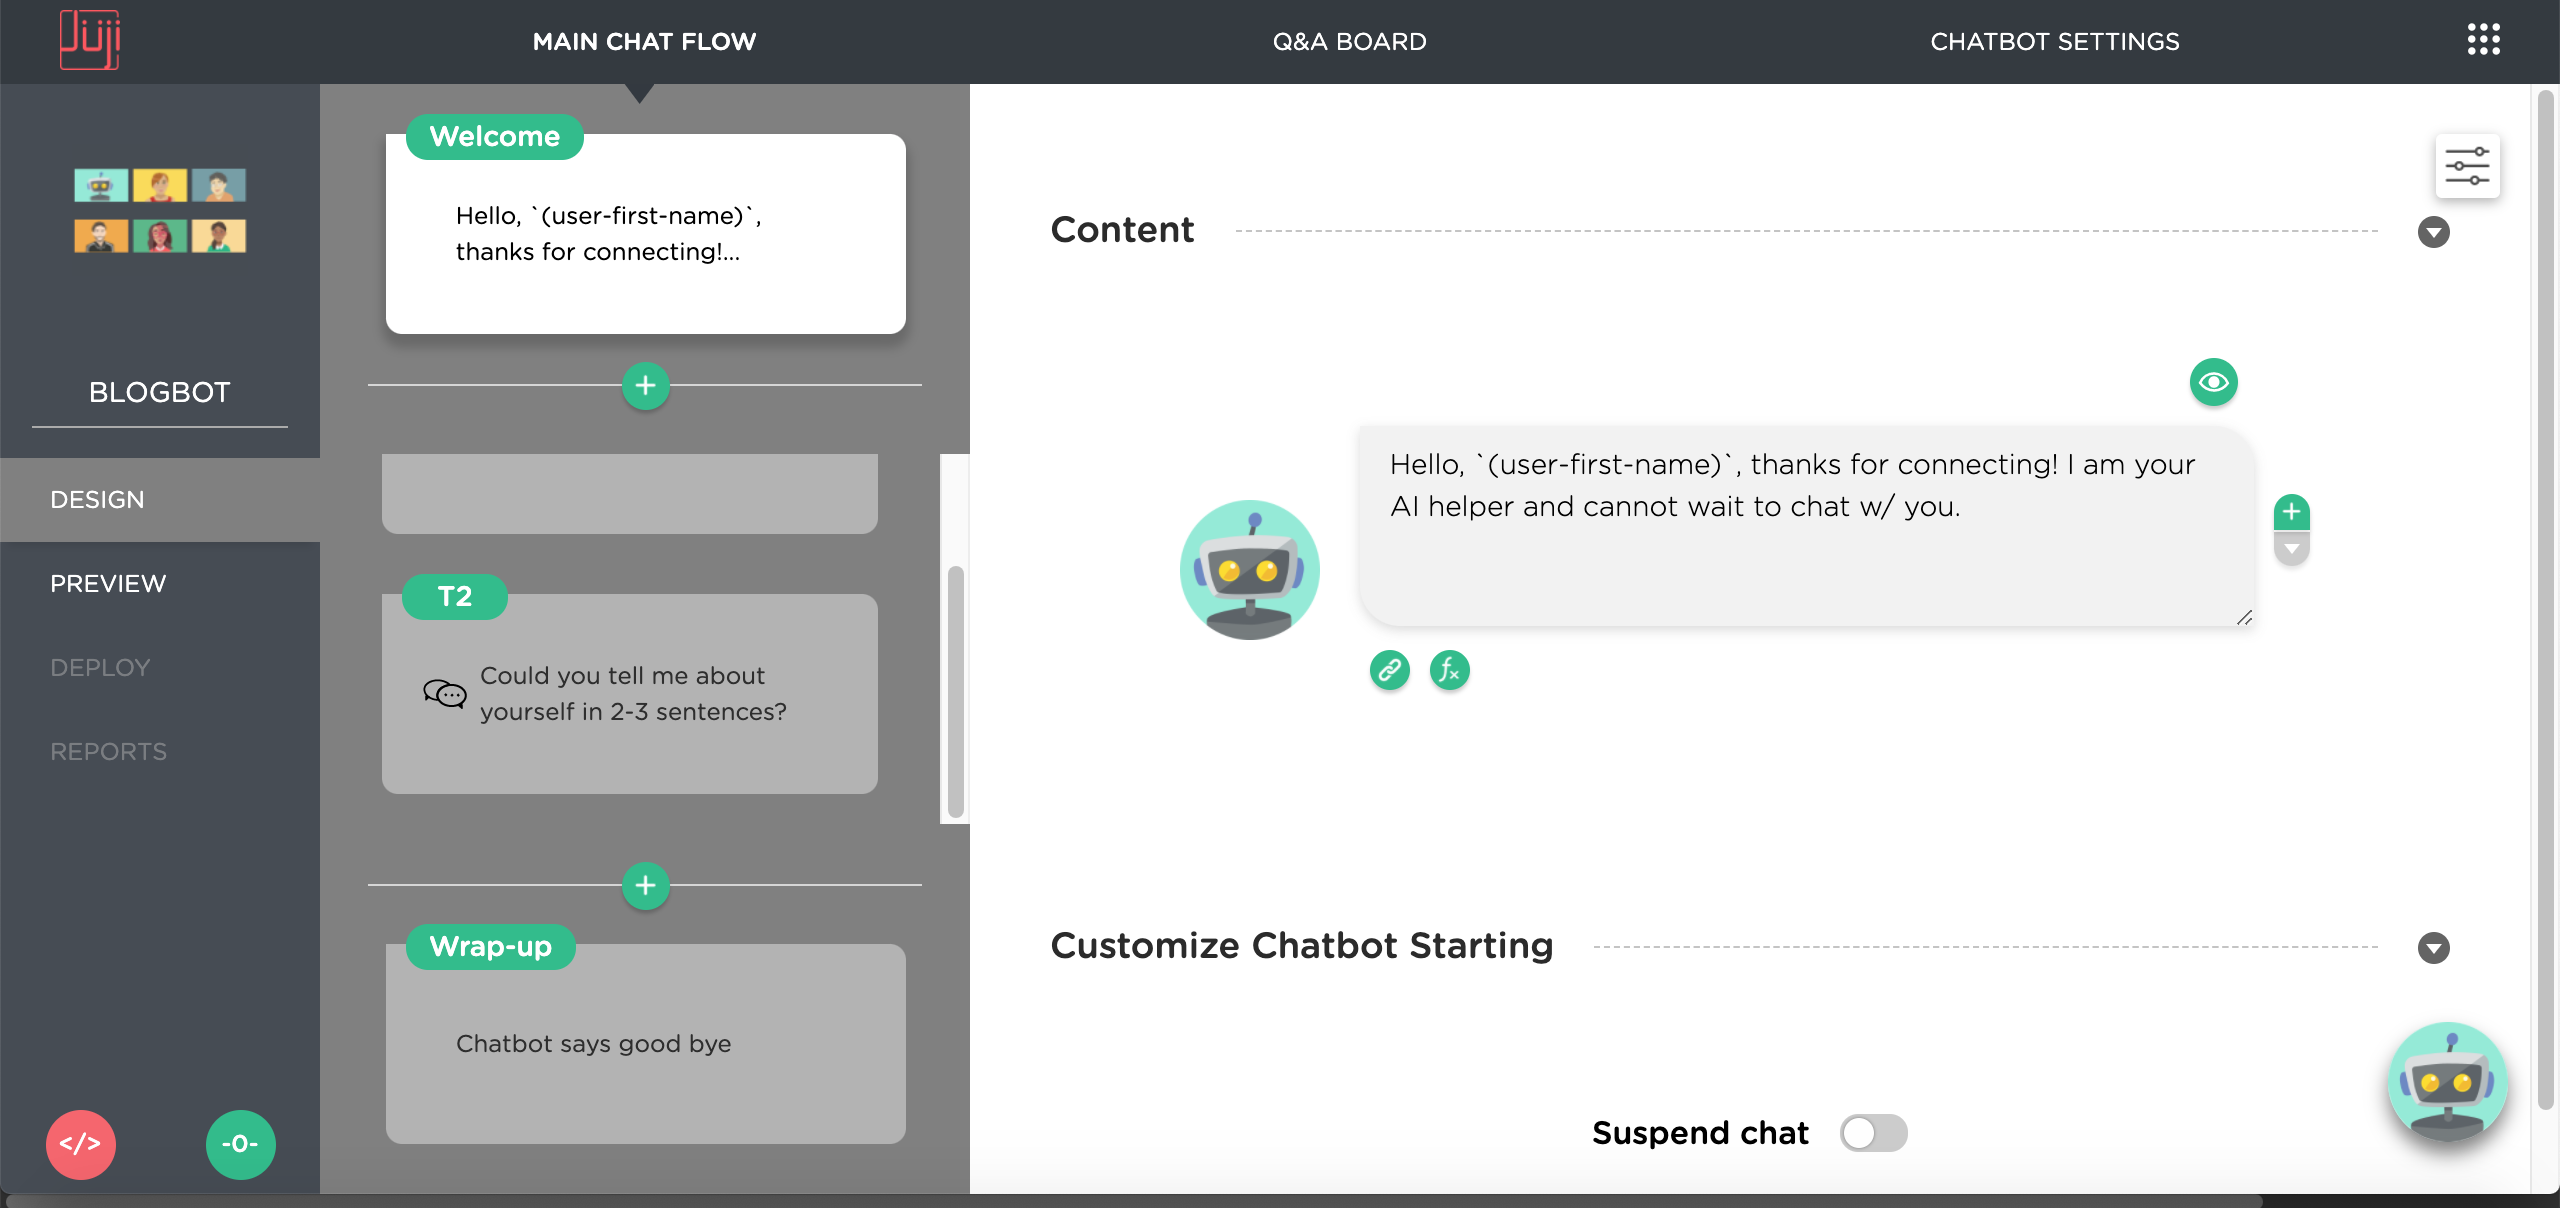 Juji
MAIN CHAT FLOW
Q&A BOARD
CHATBOT SETTINGS
BLOGBOT
DESIGN
PREVIEW
DEPLOY
REPORTS
</>
-0-
Welcome
Hello, `(user-first-name)`,
thanks for connecting!...
+
T2
Could you tell me about
yourself in 2-3 sentences?
+
Wrap-up
Chatbot says good bye
Content
Hello, `(user-first-name)`, thanks for connecting! I am your
AI helper and cannot wait to chat w/ you.
+
fx
Customize Chatbot Starting
Suspend chat